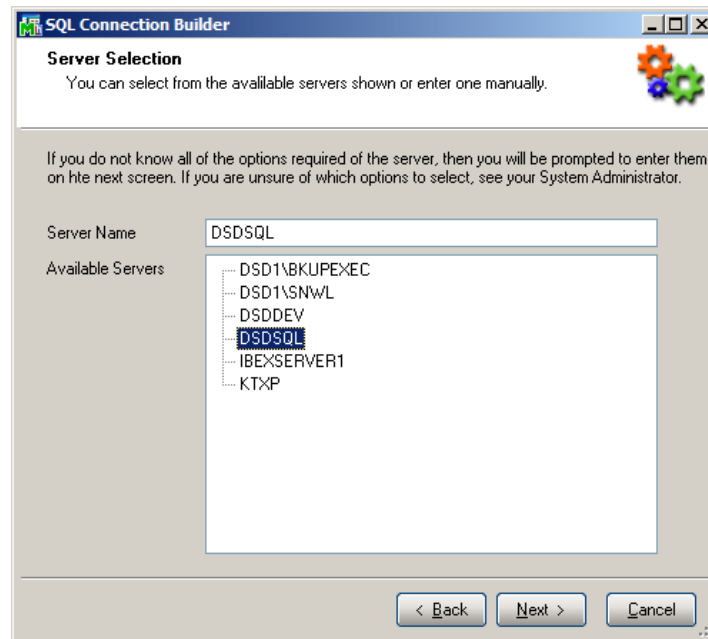 SQL Connection Builder
Server Selection
You can select from the avalilable servers shown or enter one manually.
If you do not know all of the options required of the server, then you will be prompted to enter them
on hte next screen. If you are unsure of which options to select, see your System Administrator.
Server Name
DSDSQL
Available Servers
DSD1\BKUPEXEC
DSD1\SNWL
DSDDEV
DSDSQL
IBEXSERVER1
KTXP
< Back
Next >
Cancel